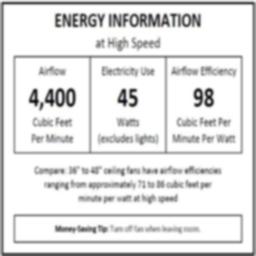 ENERGY INFORMATION
at High Speed
Airflow
4,400
Cubic Feet
Per Minute
Electricity Use
45
Watts
(excludes lights)
Airflow Efficiency
98
Cubic Feet Per
Minute Per Watt
Compare: 36" to 48" ceiling fans have airflow efficiencies
ranging from approximately 71 to 86 cubic feet per
minute per watt at high speed
Money-Saving Tip: Turn off fan when leaving room.